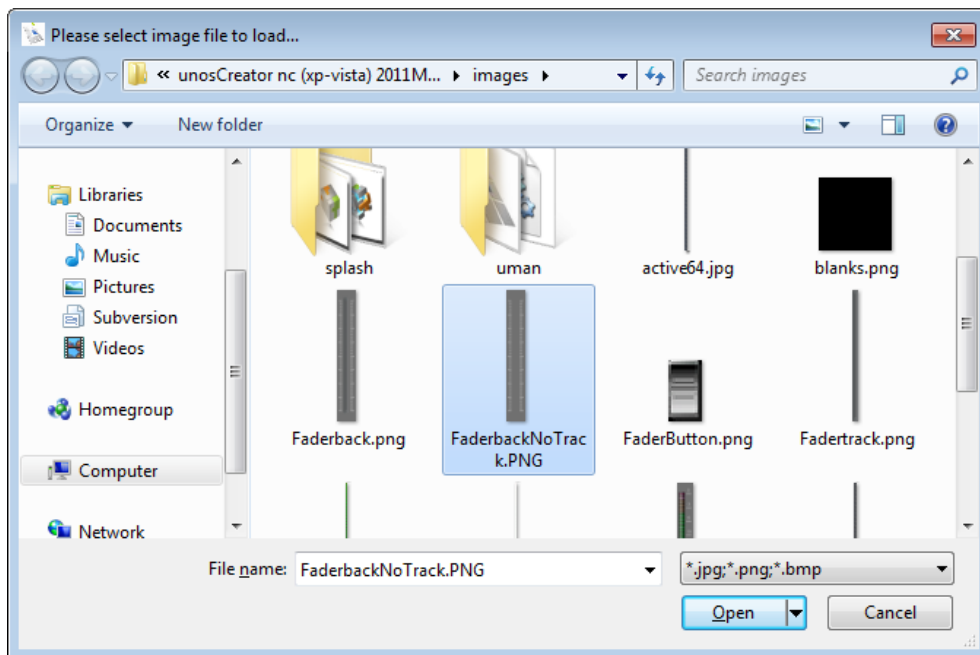 Please select image file to load...
« unosCreator nc (xp-vista) 2011M... ▸ images ▸
Search images
Organize
New folder
Libraries
Documents
Music
Pictures
Subversion
Videos
Homegroup
Computer
Network
splash
uman
active64.jpg
blanks.png
Faderback.png
FaderbackNoTrac
k.PNG
FaderButton.png
Fadertrack.png
File name:
FaderbackNoTrack.PNG
*.jpg;*.png;*.bmp
Open
Cancel